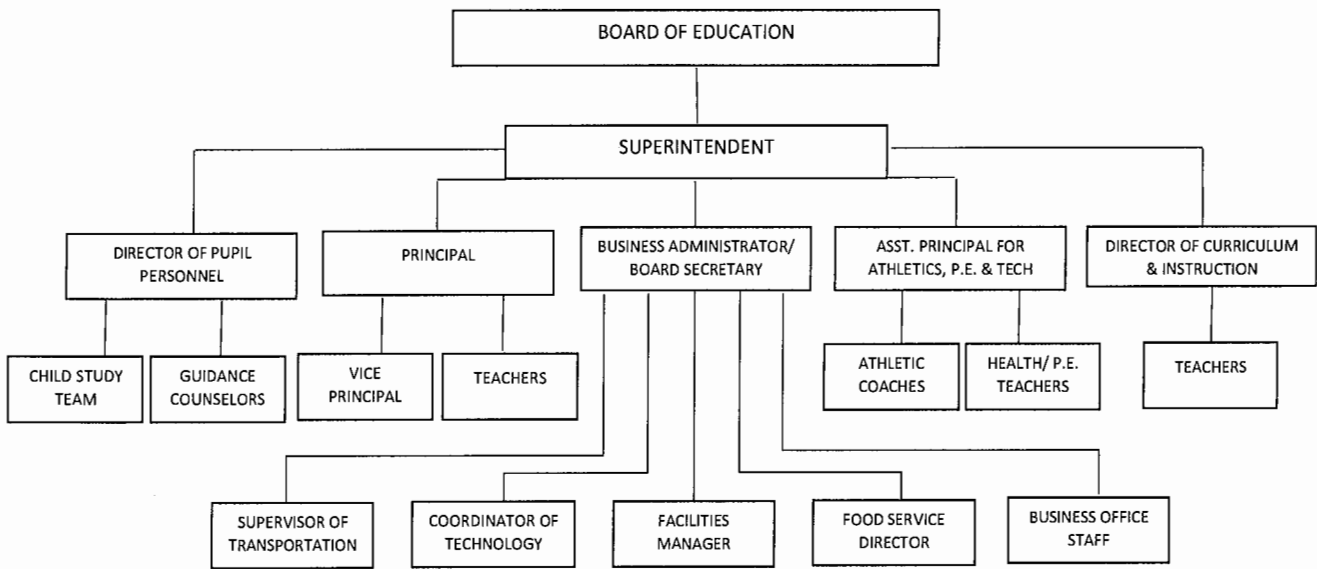 BOARD OF EDUCATION
SUPERINTENDENT
DIRECTOR OF PUPIL
PERSONNEL
PRINCIPAL
BUSINESS ADMINISTRATOR/
BOARD SECRETARY
ASST. PRINCIPAL FOR
ATHLETICS, P.E. & TECH
DIRECTOR OF CURRICULUM
& INSTRUCTION
CHILD STUDY
TEAM
GUIDANCE
COUNSELORS
VICE
PRINCIPAL
TEACHERS
ATHLETIC
COACHES
HEALTH/ P.E.
TEACHERS
TEACHERS
SUPERVISOR OF
TRANSPORTATION
COORDINATOR OF
TECHNOLOGY
FACILITIES
MANAGER
FOOD SERVICE
DIRECTOR
BUSINESS OFFICE
STAFF